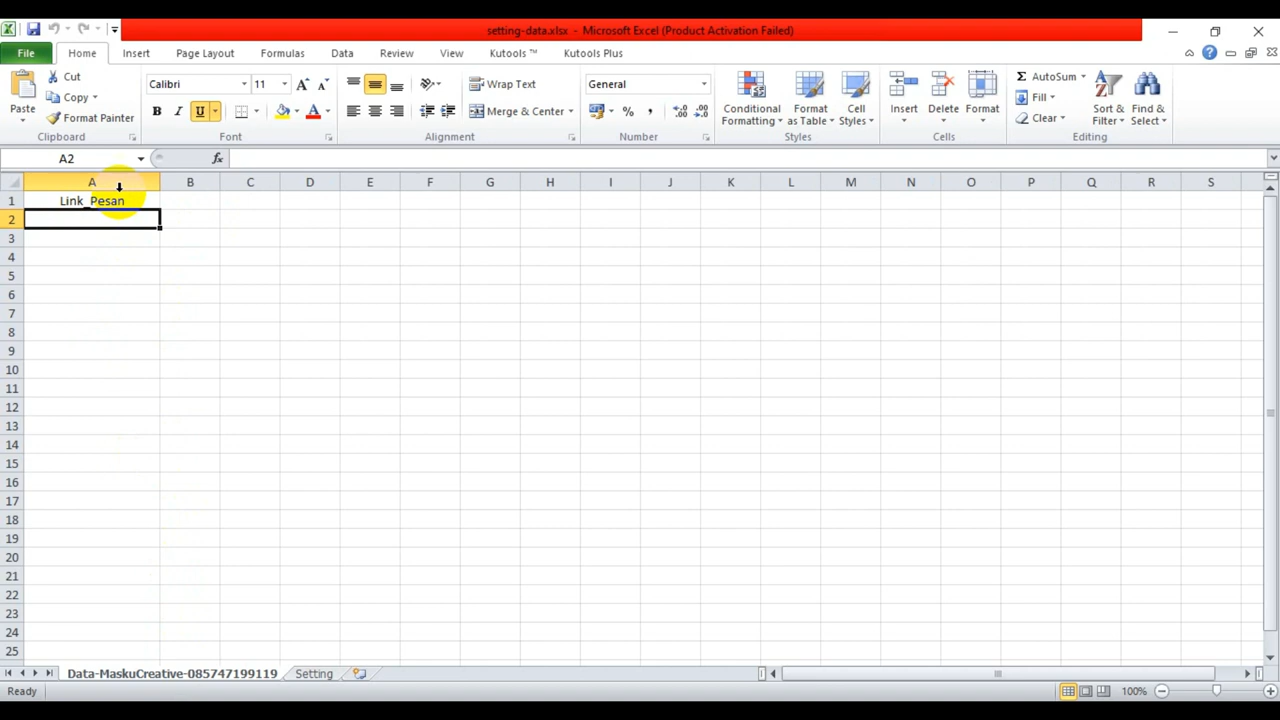 setting-data.xlsx - Microsoft Excel (Product Activation Failed)
File Home Insert Page Layout Formulas Data Review View Kutools ™ Kutools Plus
Paste
Cut
Copy
Format Painter
Clipboard
Calibri 11
B I U A
Font
Wrap Text
Merge & Center
Alignment
General
% ,
Number
Conditional Formatting
Format as Table
Cell Styles
Styles
Insert
Delete
Format
Cells
AutoSum
Fill
Clear
Sort & Filter
Find & Select
Editing
A2 fx
A B C D E F G H I J K L M N O P Q R S
1 Link_Pesan
2
3
4
5
6
7
8
9
10
11
12
13
14
15
16
17
18
19
20
21
22
23
24
25
Data-MaskuCreative-085747199119 Setting
Ready 100%